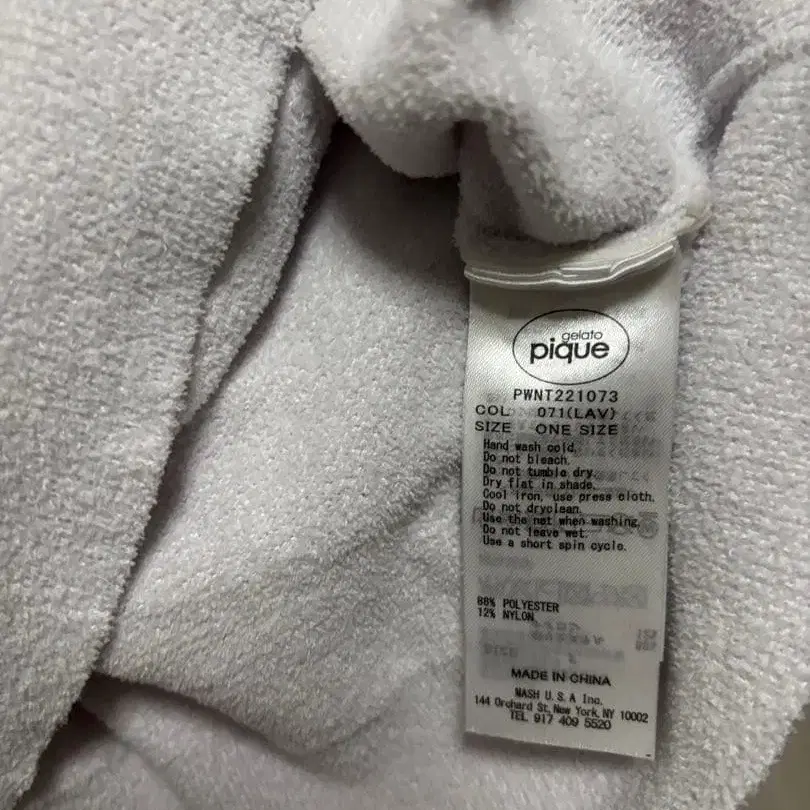 gelato
pique
PWNT221073
COL 071(LAV)
SIZE ONE SIZE
Hand wash cold.
Do not bleach.
Do not tumble dry.
Dry flat in shade.
Cool iron, use press cloth.
Do not dryclean.
Use the net when washing.
Do not leave wet.
Use a short spin cycle.
88% POLYESTER
12% NYLON
MADE IN CHINA
MASH U.S.A Inc.
144 Orchard St, New York, NY 10002
TEL 917 409 5520